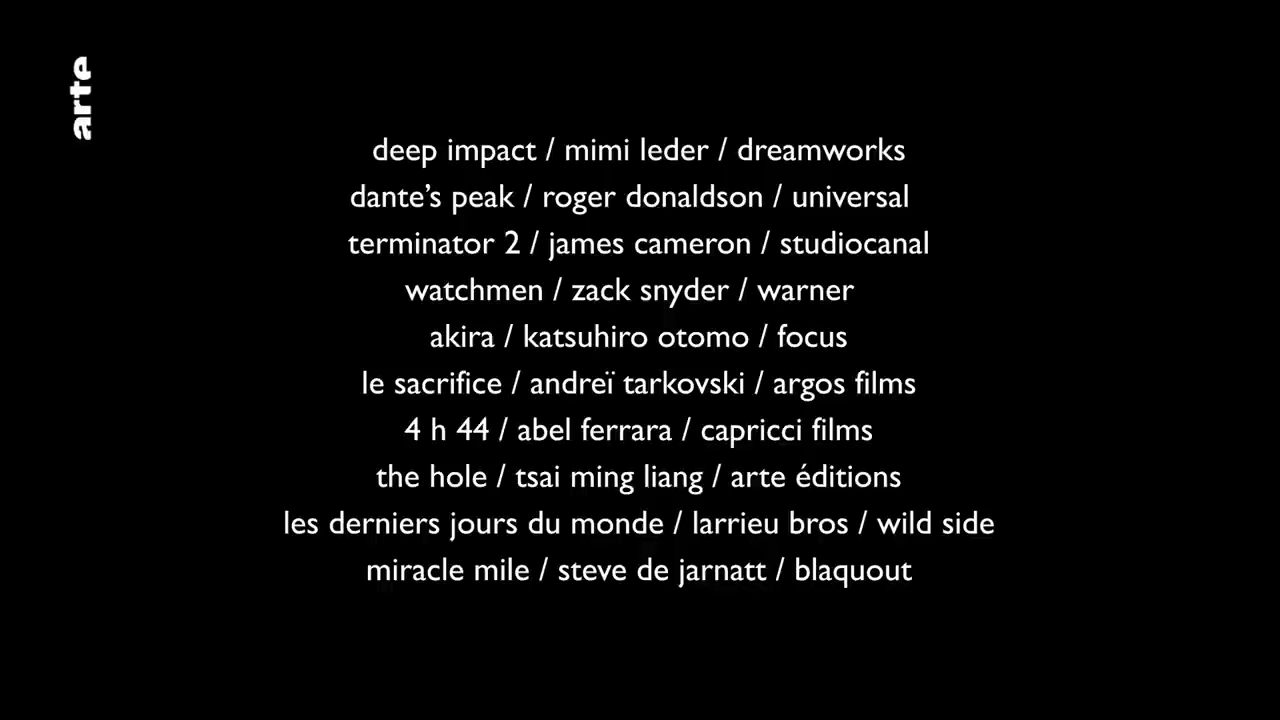 arte
deep impact / mimi leder / dreamworks
dante’s peak / roger donaldson / universal
terminator 2 / james cameron / studiocanal
watchmen / zack snyder / warner
akira / katsuhiro otomo / focus
le sacrifice / andreï tarkovski / argos films
4 h 44 / abel ferrara / capricci films
the hole / tsai ming liang / arte éditions
les derniers jours du monde / larrieu bros / wild side
miracle mile / steve de jarnatt / blaquout